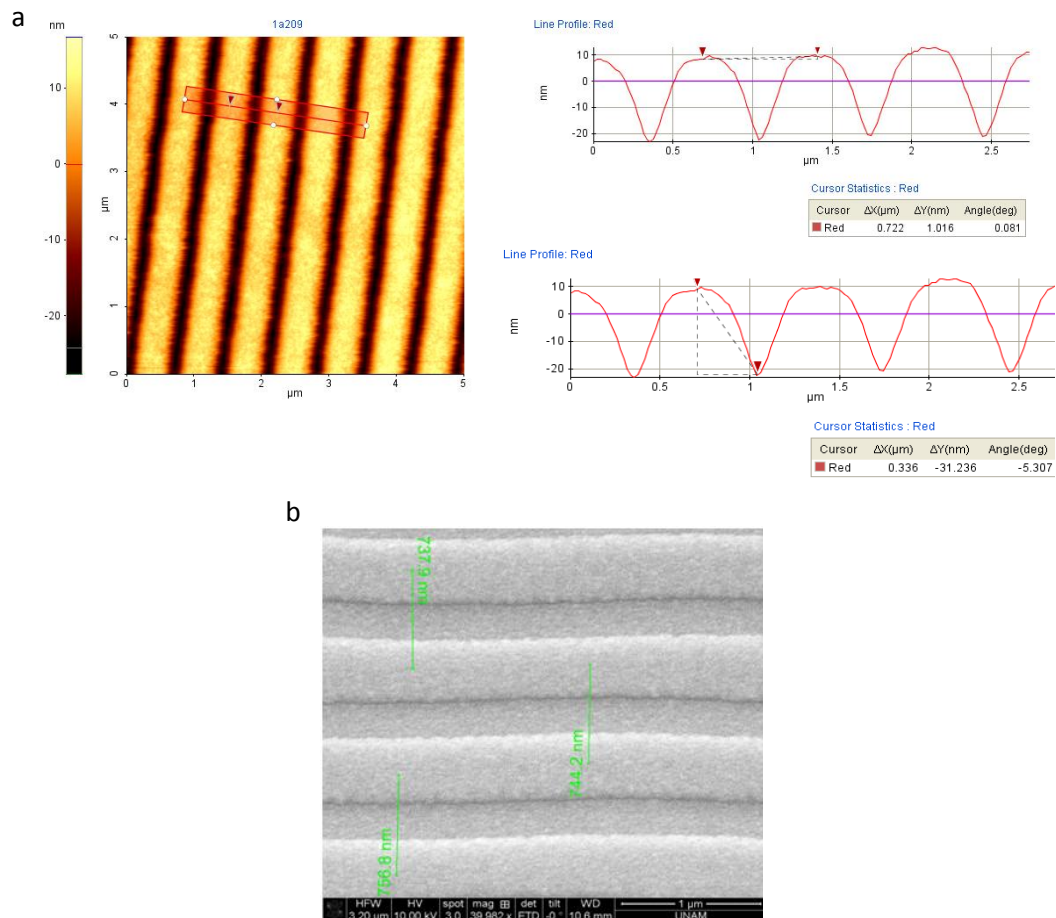 a
nm
10
0
-10
-20
1a209
5
4
3
2
1
0
µm
0 1 2 3 4 5
µm
Line Profile: Red
10
0
-10
-20
nm
0 0.5 1 1.5 2 2.5
µm
Cursor Statistics : Red
Cursor ΔX(µm) ΔY(nm) Angle(deg)
Red 0.722 1.016 0.081
Line Profile: Red
10
0
-10
-20
nm
0 0.5 1 1.5 2 2.5
µm
Cursor Statistics : Red
Cursor ΔX(µm) ΔY(nm) Angle(deg)
Red 0.336 -31.236 -5.307
b
737.9 nm
744.2 nm
756.8 nm
HFW HV spot mag det tilt WD
3.20 µm 10.00 kV 3.0 39,982 x ETD -0° 10.6 mm
1 µm
UNAM